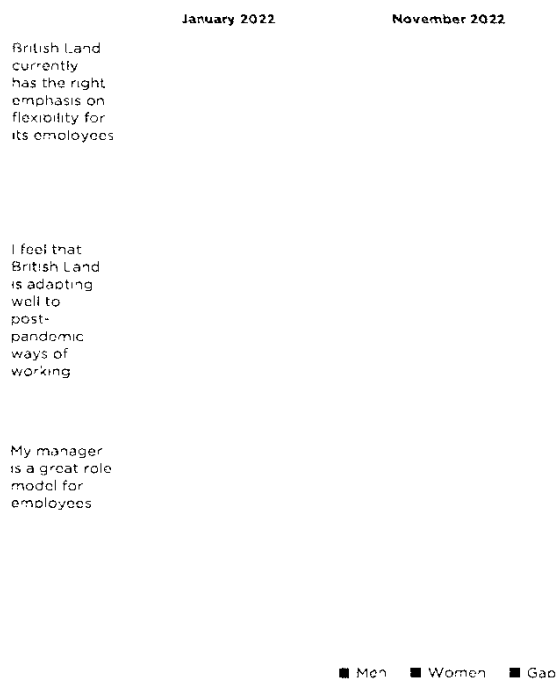 January 2022
November 2022
British Land
currently
has the right
emphasis on
flexibility for
its employees
I feel that
British Land
is adapting
well to
post-
pandemic
ways of
working
My manager
is a great role
model for
employees
Men
Women
Gap